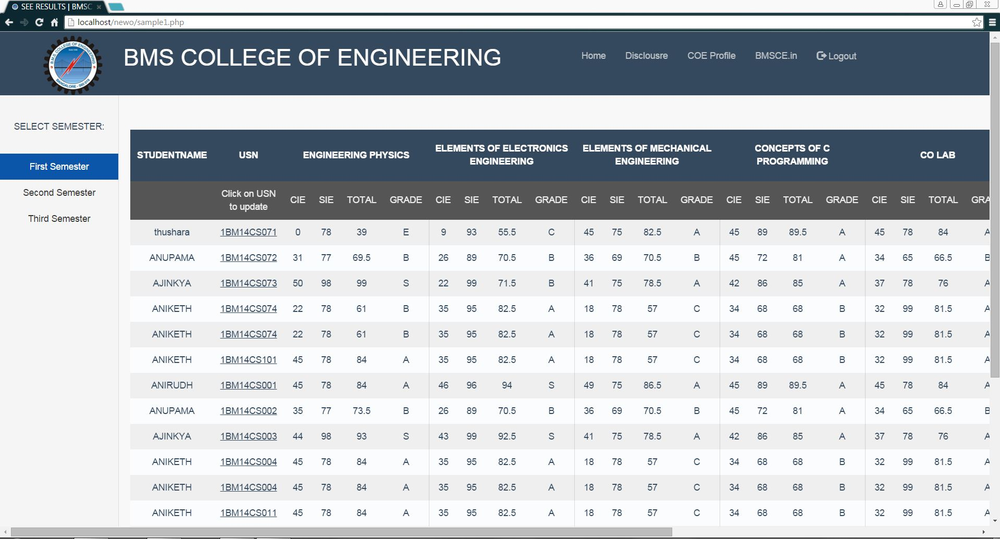 SEE RESULTS | BMSC
localhost/newo/sample1.php
B.M.S. COLLEGE OF ENGINEERING
BANGALORE - 560 019
BMS COLLEGE OF ENGINEERING
Home Disclousre COE Profile BMSCE.in Logout
SELECT SEMESTER:
First Semester
Second Semester
Third Semester
STUDENTNAME USN ENGINEERING PHYSICS ELEMENTS OF ELECTRONICS ENGINEERING ELEMENTS OF MECHANICAL ENGINEERING CONCEPTS OF C PROGRAMMING CO LAB
Click on USN to update CIE SIE TOTAL GRADE CIE SIE TOTAL GRADE CIE SIE TOTAL GRADE CIE SIE TOTAL GRADE CIE SIE TOTAL GRA
thushara 1BM14CS071 0 78 39 E 9 93 55.5 C 45 75 82.5 A 45 89 89.5 A 45 78 84 A
ANUPAMA 1BM14CS072 31 77 69.5 B 26 89 70.5 B 36 69 70.5 B 45 72 81 A 34 65 66.5 B
AJINKYA 1BM14CS073 50 98 99 S 22 99 71.5 B 41 75 78.5 A 42 86 85 A 37 78 76 A
ANIKETH 1BM14CS074 22 78 61 B 35 95 82.5 A 18 78 57 C 34 68 68 B 32 99 81.5 A
ANIKETH 1BM14CS074 22 78 61 B 35 95 82.5 A 18 78 57 C 34 68 68 B 32 99 81.5 A
ANIKETH 1BM14CS101 45 78 84 A 35 95 82.5 A 18 78 57 C 34 68 68 B 32 99 81.5 A
ANIRUDH 1BM14CS001 45 78 84 A 46 96 94 S 49 75 86.5 A 45 89 89.5 A 45 78 84 A
ANUPAMA 1BM14CS002 35 77 73.5 B 26 89 70.5 B 36 69 70.5 B 45 72 81 A 34 65 66.5 B
AJINKYA 1BM14CS003 44 98 93 S 43 99 92.5 S 41 75 78.5 A 42 86 85 A 37 78 76 A
ANIKETH 1BM14CS004 45 78 84 A 35 95 82.5 A 18 78 57 C 34 68 68 B 32 99 81.5 A
ANIKETH 1BM14CS004 45 78 84 A 35 95 82.5 A 18 78 57 C 34 68 68 B 32 99 81.5 A
ANIKETH 1BM14CS011 45 78 84 A 35 95 82.5 A 18 78 57 C 34 68 68 B 32 99 81.5 A